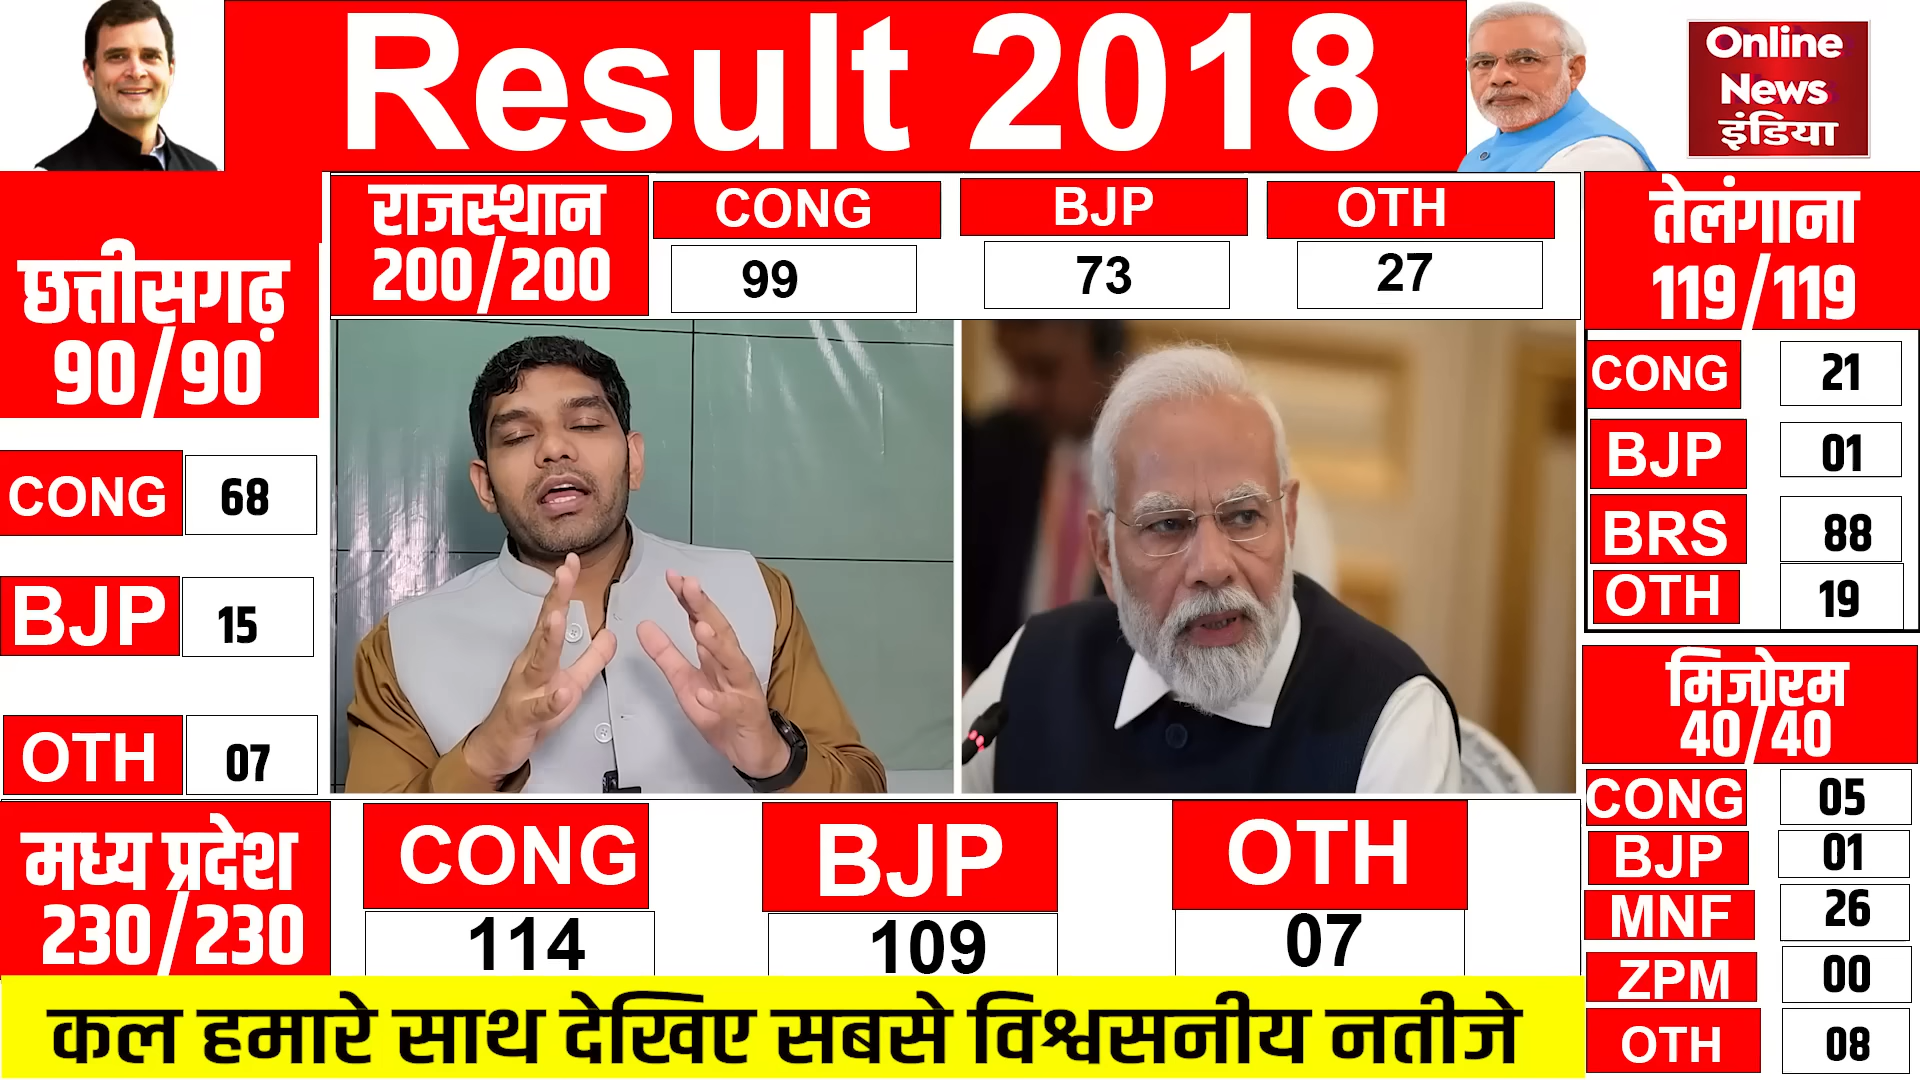 Result 2018
Online
News
इंडिया
राजस्थान
200/200
CONG
BJP
OTH
99
73
27
छत्तीसगढ़
90/90
CONG 68
BJP 15
OTH 07
तेलंगाना
119/119
CONG 21
BJP 01
BRS 88
OTH 19
मिजोरम
40/40
CONG 05
BJP 01
MNF 26
ZPM 00
OTH 08
मध्य प्रदेश
230/230
CONG
BJP
OTH
114
109
07
कल हमारे साथ देखिए सबसे विश्वसनीय नतीजे